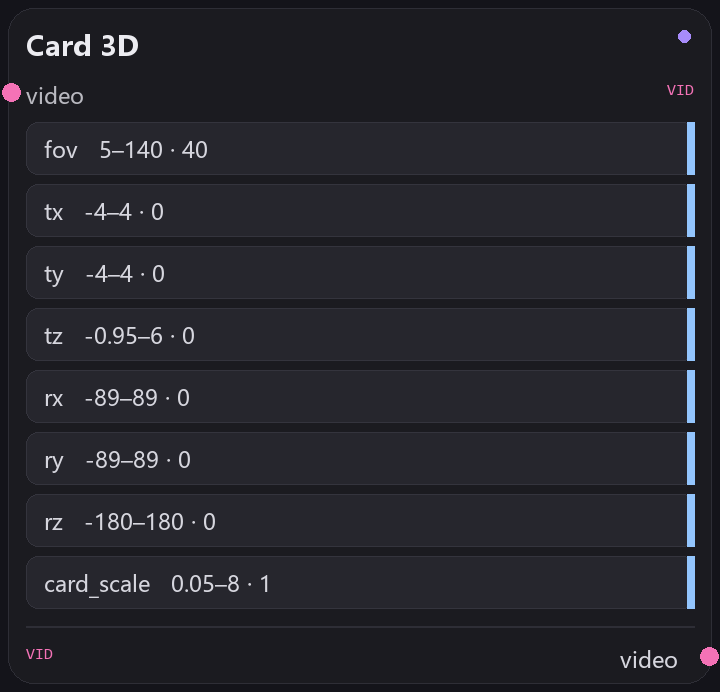 Card 3D
video VID
fov 5–140 · 40
tx -4–4 · 0
ty -4–4 · 0
tz -0.95–6 · 0
rx -89–89 · 0
ry -89–89 · 0
rz -180–180 · 0
card_scale 0.05–8 · 1
VID video